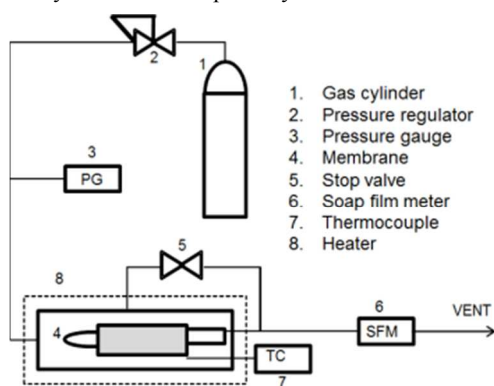 2
1
1. Gas cylinder
2. Pressure regulator
3. Pressure gauge
4. Membrane
5. Stop valve
6. Soap film meter
7. Thermocouple
8. Heater
3
PG
5
8
6
VENT
4
SFM
TC
7